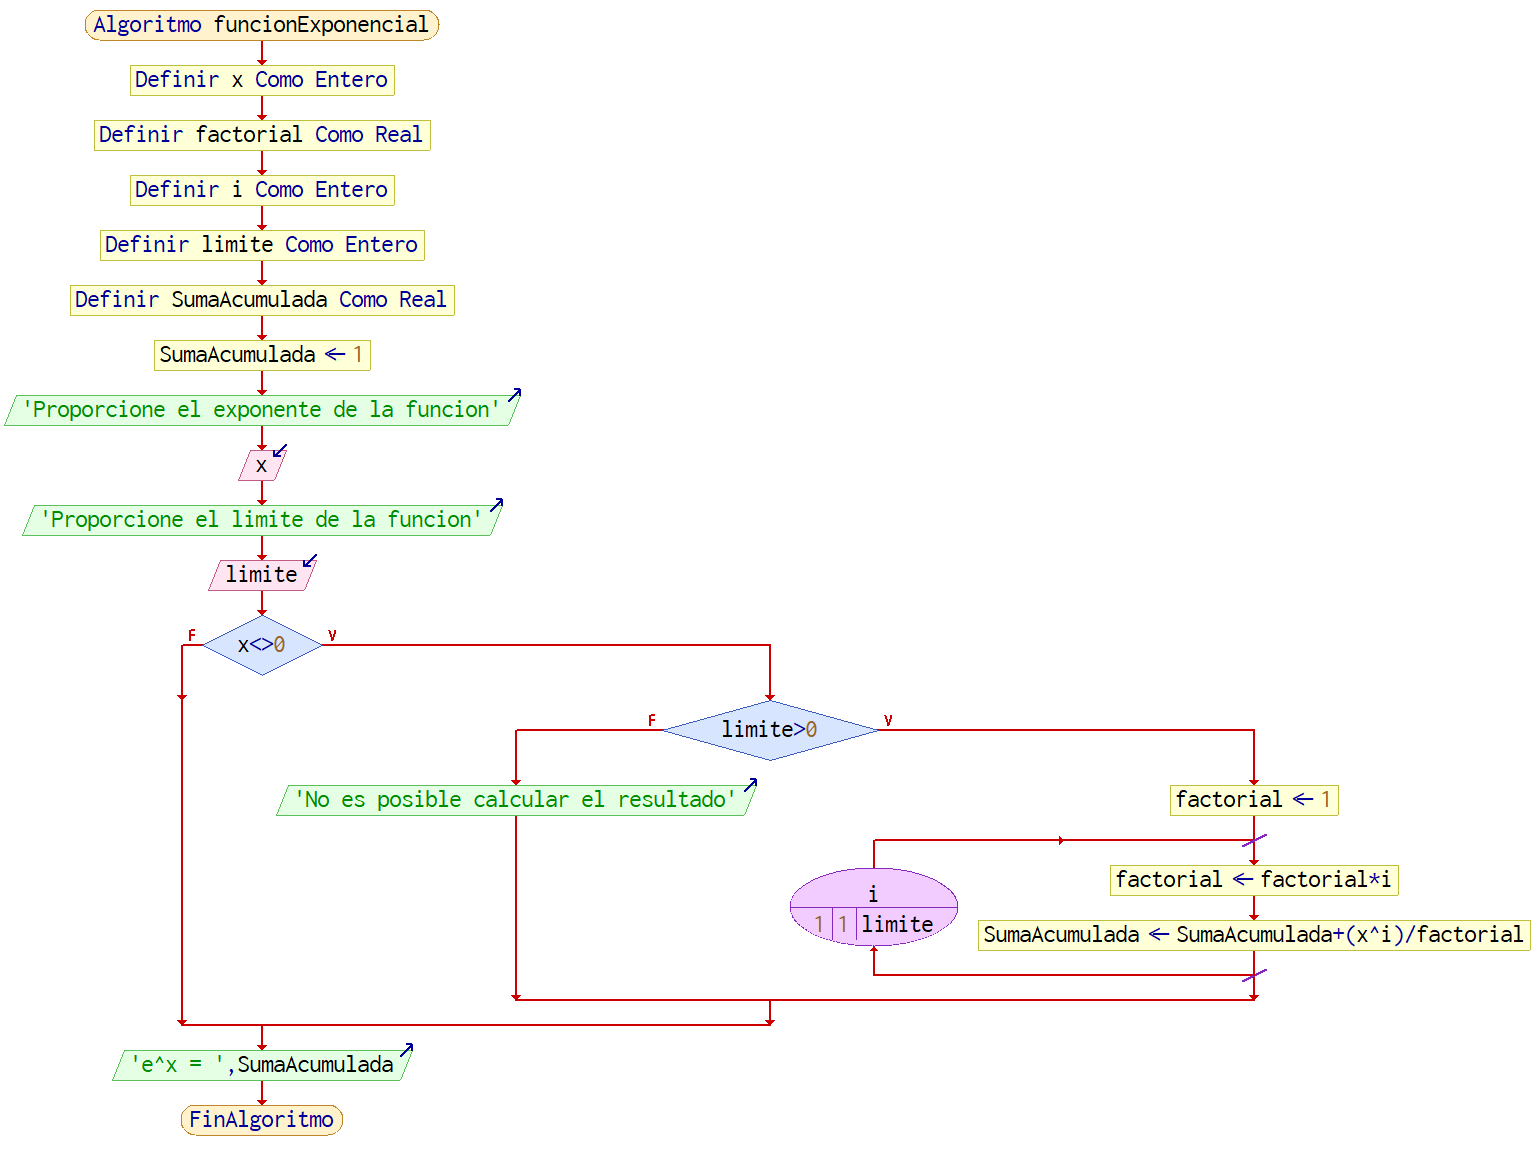 Algoritmo funcionExponencial
Definir x Como Entero
Definir factorial Como Real
Definir i Como Entero
Definir limite Como Entero
Definir SumaAcumulada Como Real
SumaAcumulada ← 1
'Proporcione el exponente de la funcion'
x
'Proporcione el limite de la funcion'
limite
F x<>0 V
F limite>0 V
'No es posible calcular el resultado'
factorial ← 1
factorial ← factorial*i
i
1 1 limite
SumaAcumulada ← SumaAcumulada+(x^i)/factorial
'e^x = ',SumaAcumulada
FinAlgoritmo